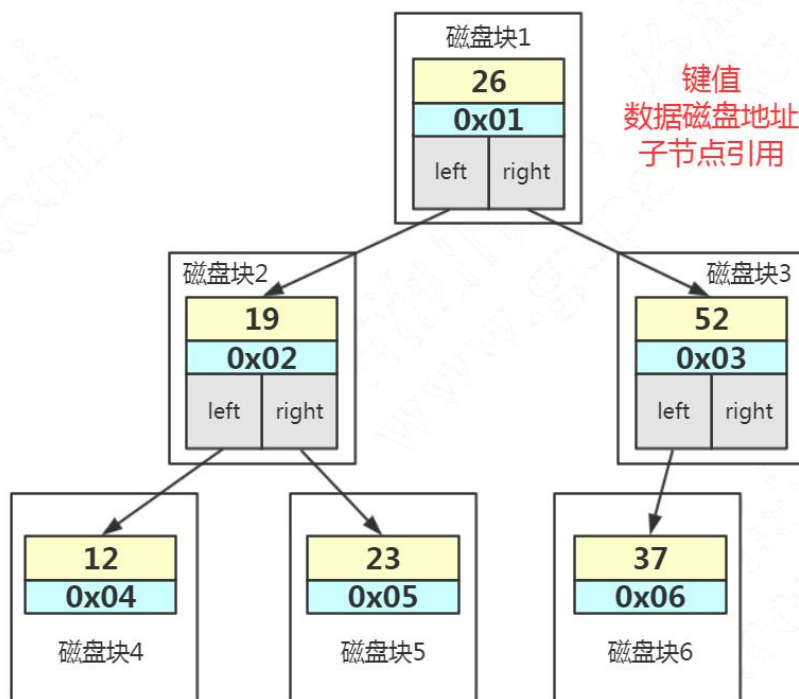 磁盘块1
26
0x01
left right
键值
数据磁盘地址
子节点引用
磁盘块2
19
0x02
left right
磁盘块3
52
0x03
left right
12
0x04
磁盘块4
23
0x05
磁盘块5
37
0x06
磁盘块6